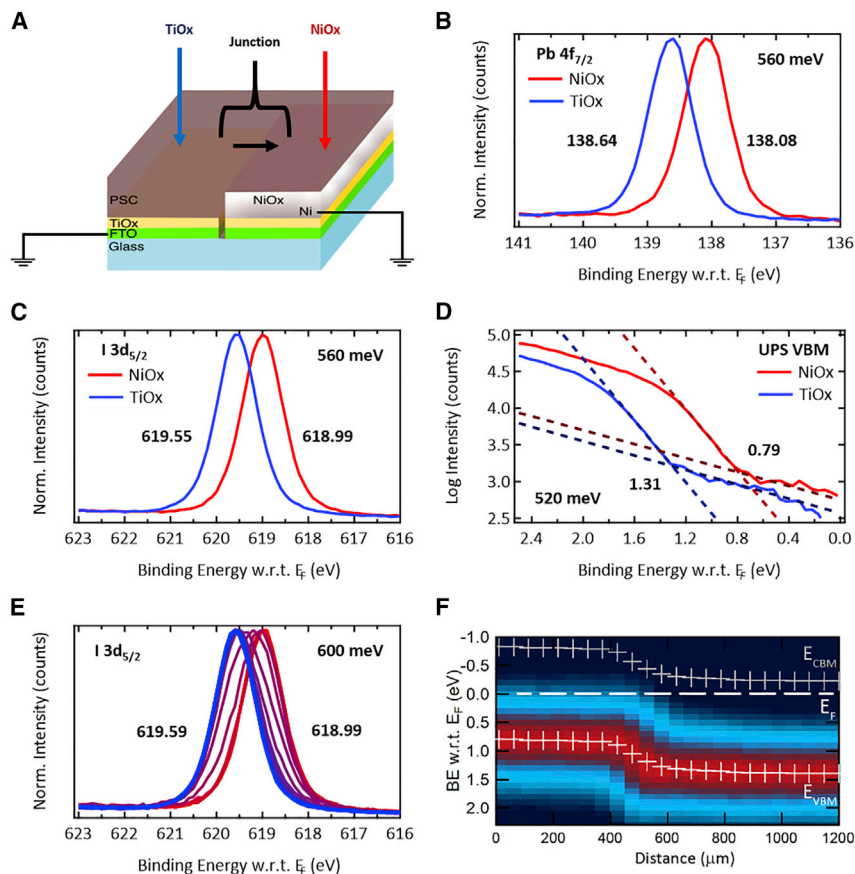 A
TiOx
NiOx
Junction
PSC
NiOx
Ni
TiOx
FTO
Glass
B
Pb 4f7/2
560 meV
NiOx
TiOx
138.64
138.08
Norm. Intensity (counts)
141 140 139 138 137 136
Binding Energy w.r.t. EF (eV)
C
I 3d5/2
560 meV
NiOx
TiOx
619.55
618.99
Norm. Intensity (counts)
623 622 621 620 619 618 617 616
Binding Energy w.r.t. EF (eV)
D
UPS VBM
NiOx
TiOx
0.79
1.31
520 meV
Log Intensity (counts)
5.0
4.5
4.0
3.5
3.0
2.5
2.4 2.0 1.6 1.2 0.8 0.4 0.0
Binding Energy w.r.t. EF (eV)
E
I 3d5/2
600 meV
619.59
618.99
Norm. Intensity (counts)
623 622 621 620 619 618 617 616
Binding Energy w.r.t. EF (eV)
F
BE w.r.t. EF (eV)
-1.0
-0.5
0.0
0.5
1.0
1.5
2.0
ECBM
EF
EVBM
0 200 400 600 800 1000 1200
Distance (μm)